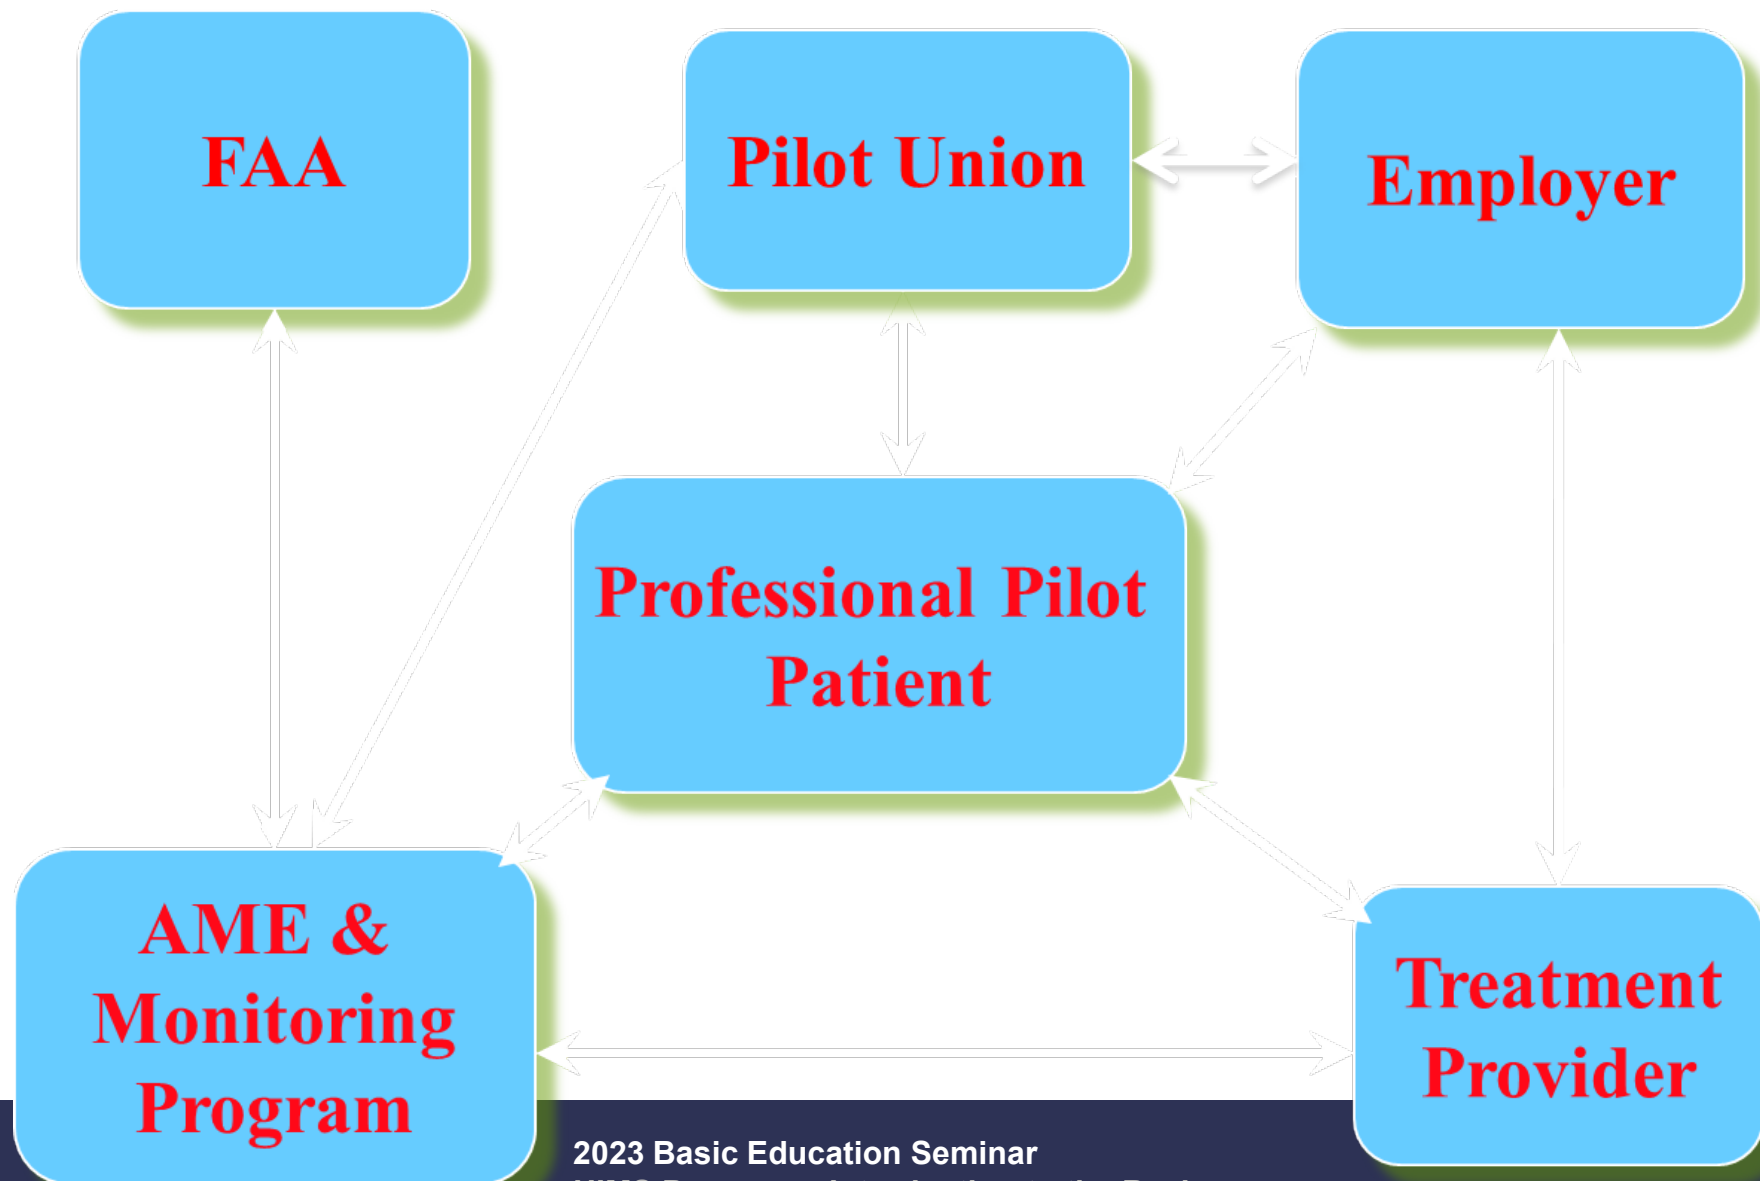 FAA
Pilot Union
Employer
Professional Pilot
Patient
AME &
Monitoring
Program
Treatment
Provider
2023 Basic Education Seminar